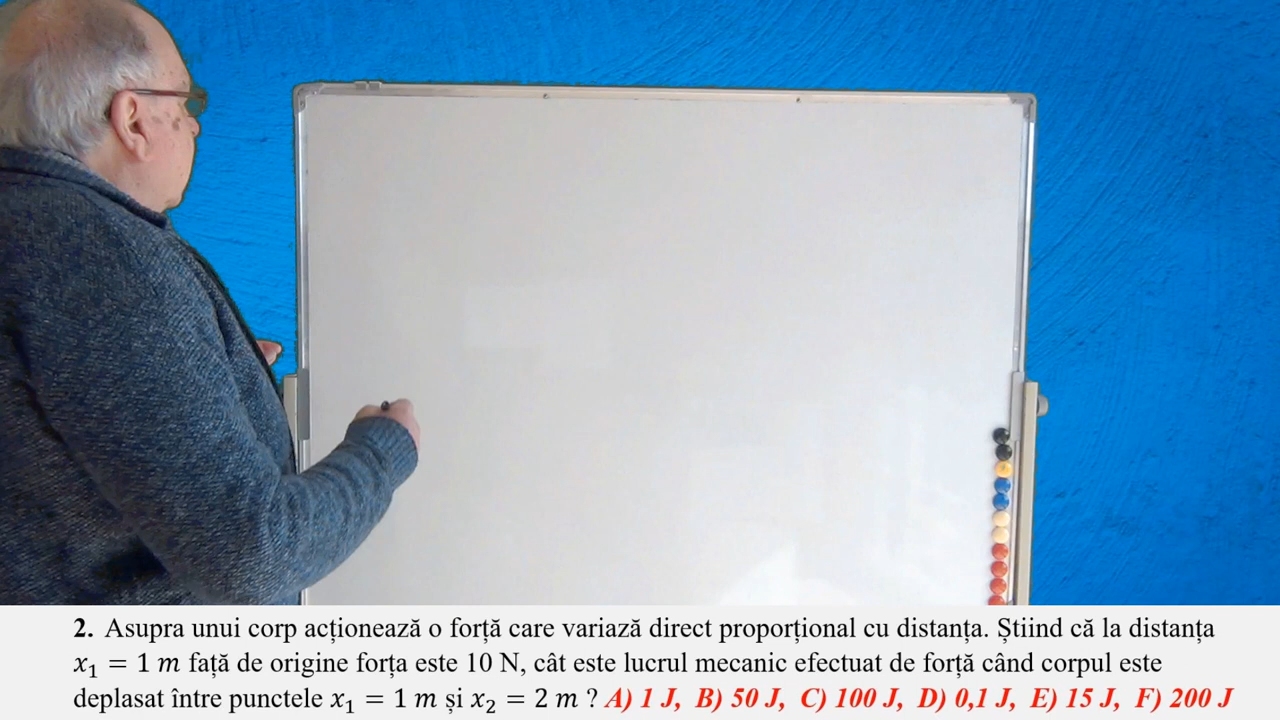 2. Asupra unui corp acționează o forță care variază direct proporțional cu distanța. Știind că la distanța
x₁ = 1 m față de origine forța este 10 N, cât este lucrul mecanic efectuat de forță când corpul este
deplasat între punctele x₁ = 1 m și x₂ = 2 m ? A) 1 J, B) 50 J, C) 100 J, D) 0,1 J, E) 15 J, F) 200 J